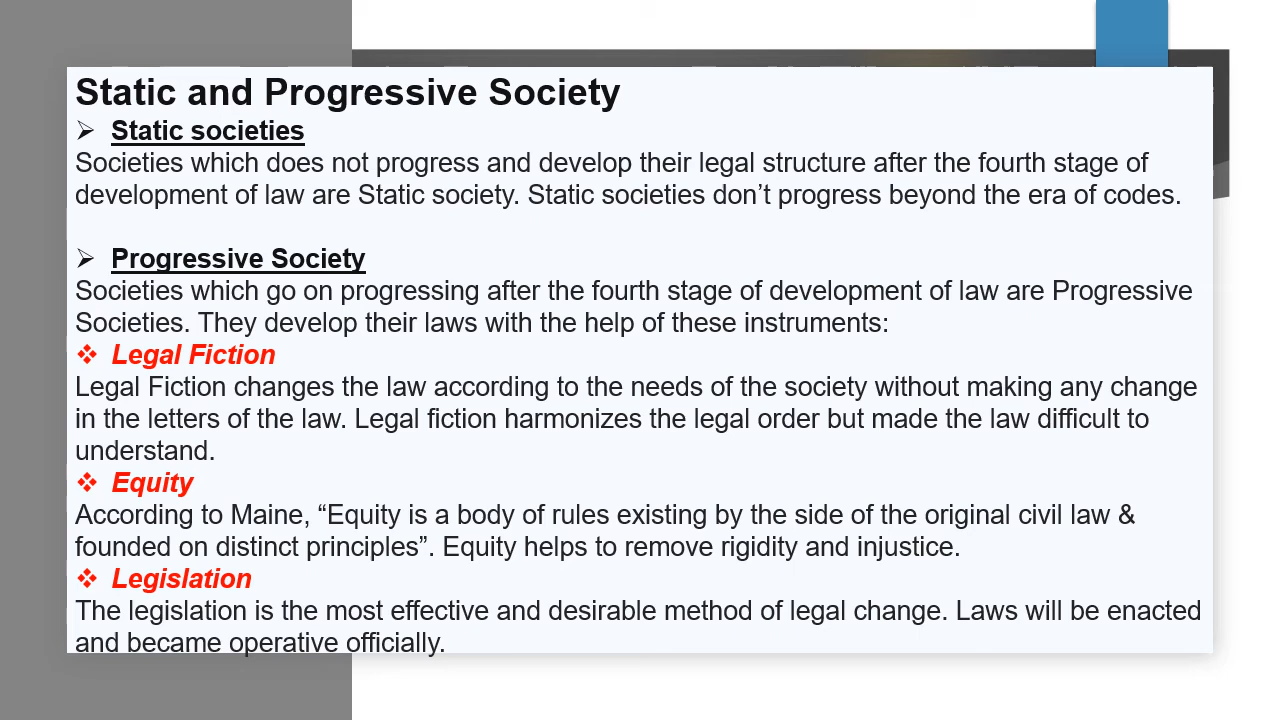 Static and Progressive Society
➢ Static societies
Societies which does not progress and develop their legal structure after the fourth stage of
development of law are Static society. Static societies don’t progress beyond the era of codes.
➢ Progressive Society
Societies which go on progressing after the fourth stage of development of law are Progressive
Societies. They develop their laws with the help of these instruments:
❖ Legal Fiction
Legal Fiction changes the law according to the needs of the society without making any change
in the letters of the law. Legal fiction harmonizes the legal order but made the law difficult to
understand.
❖ Equity
According to Maine, “Equity is a body of rules existing by the side of the original civil law &
founded on distinct principles”. Equity helps to remove rigidity and injustice.
❖ Legislation
The legislation is the most effective and desirable method of legal change. Laws will be enacted
and became operative officially.